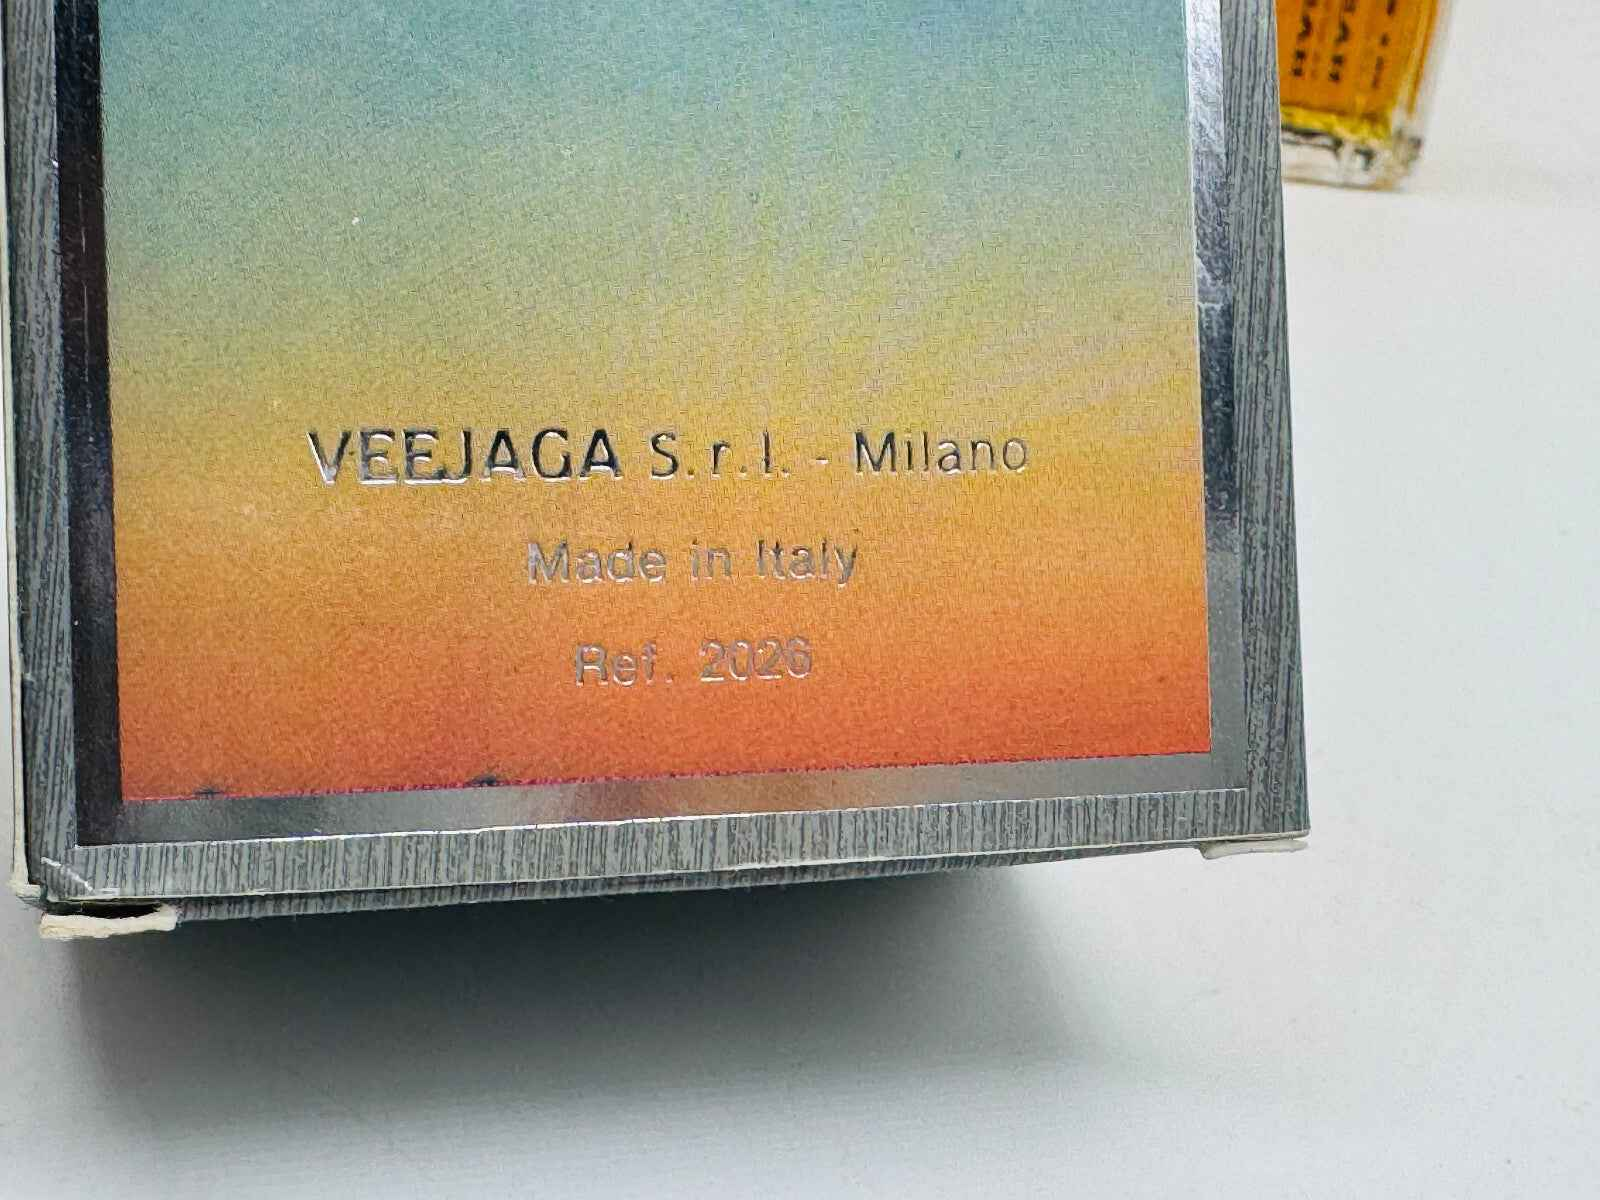 VEEJAGA S.r.l. - Milano
Made in Italy
Ref. 2026